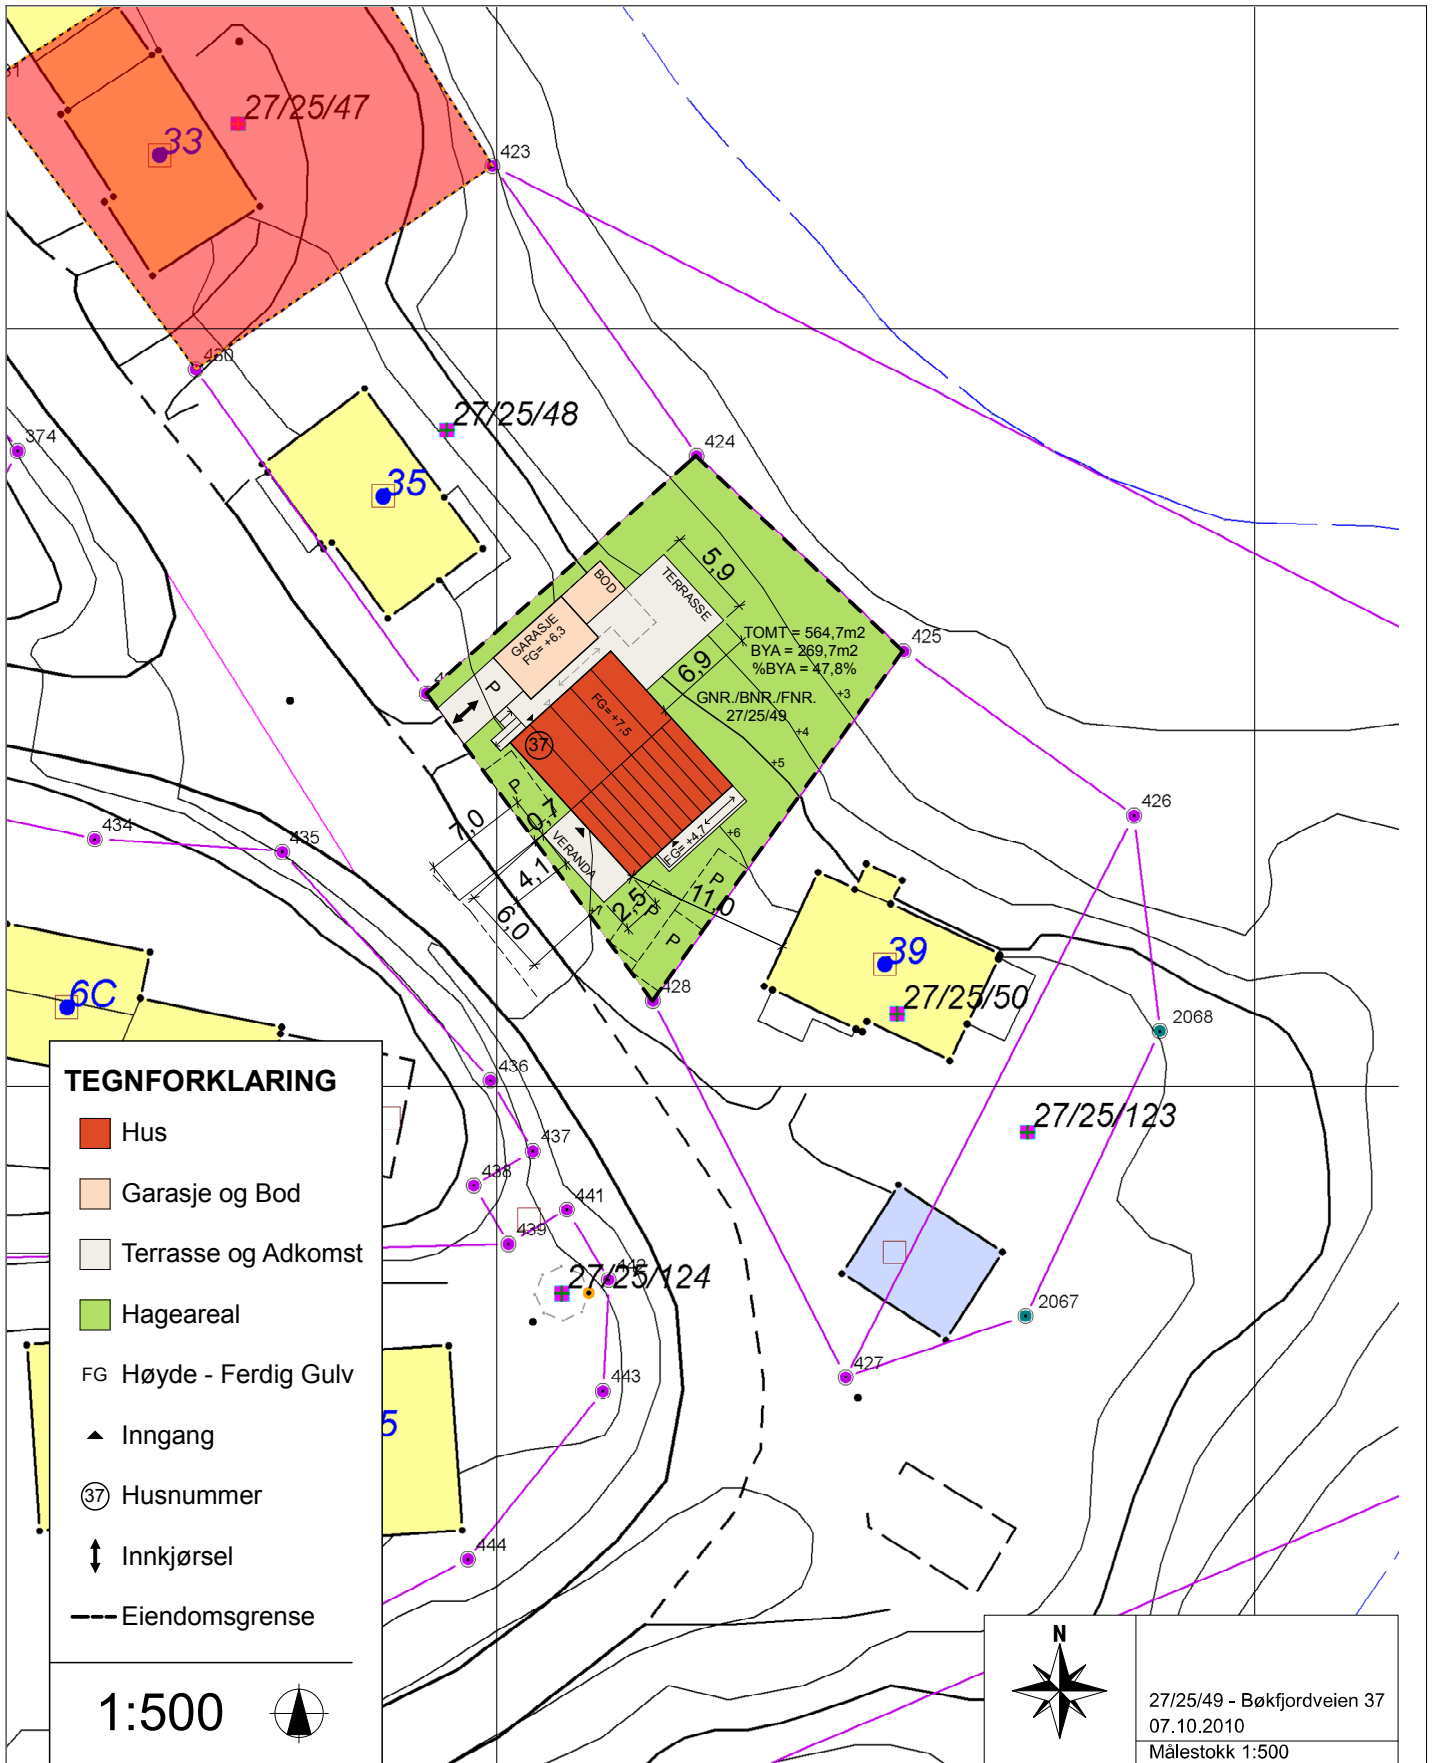 27/25/47
33
423
460
27/25/48
374
35
424
BOD
5,9
TERRASSE
GARASJE
FG= +6,3
TOMT = 564,7m2
BYA = 269,7m2
%BYA = 47,8%
425
6,9
P
GNR./BNR./FNR.
27/25/49
+3
FG= +7,5
+4
37
+5
P
426
7,0
0,7
434
435
VERANDA
FG= +4,7
+6
4,1
P
6,0
+7
2,5
P
11,0
P
39
6C
428
27/25/50
2068
436
27/25/123
437
438
441
439
442
27/25/124
2067
427
443
5
444
TEGNFORKLARING
Hus
Garasje og Bod
Terrasse og Adkomst
Hageareal
FG Høyde - Ferdig Gulv
Inngang
37 Husnummer
Innkjørsel
Eiendomsgrense
1:500
N
27/25/49 - Bøkfjordveien 37
07.10.2010
Målestokk 1:500